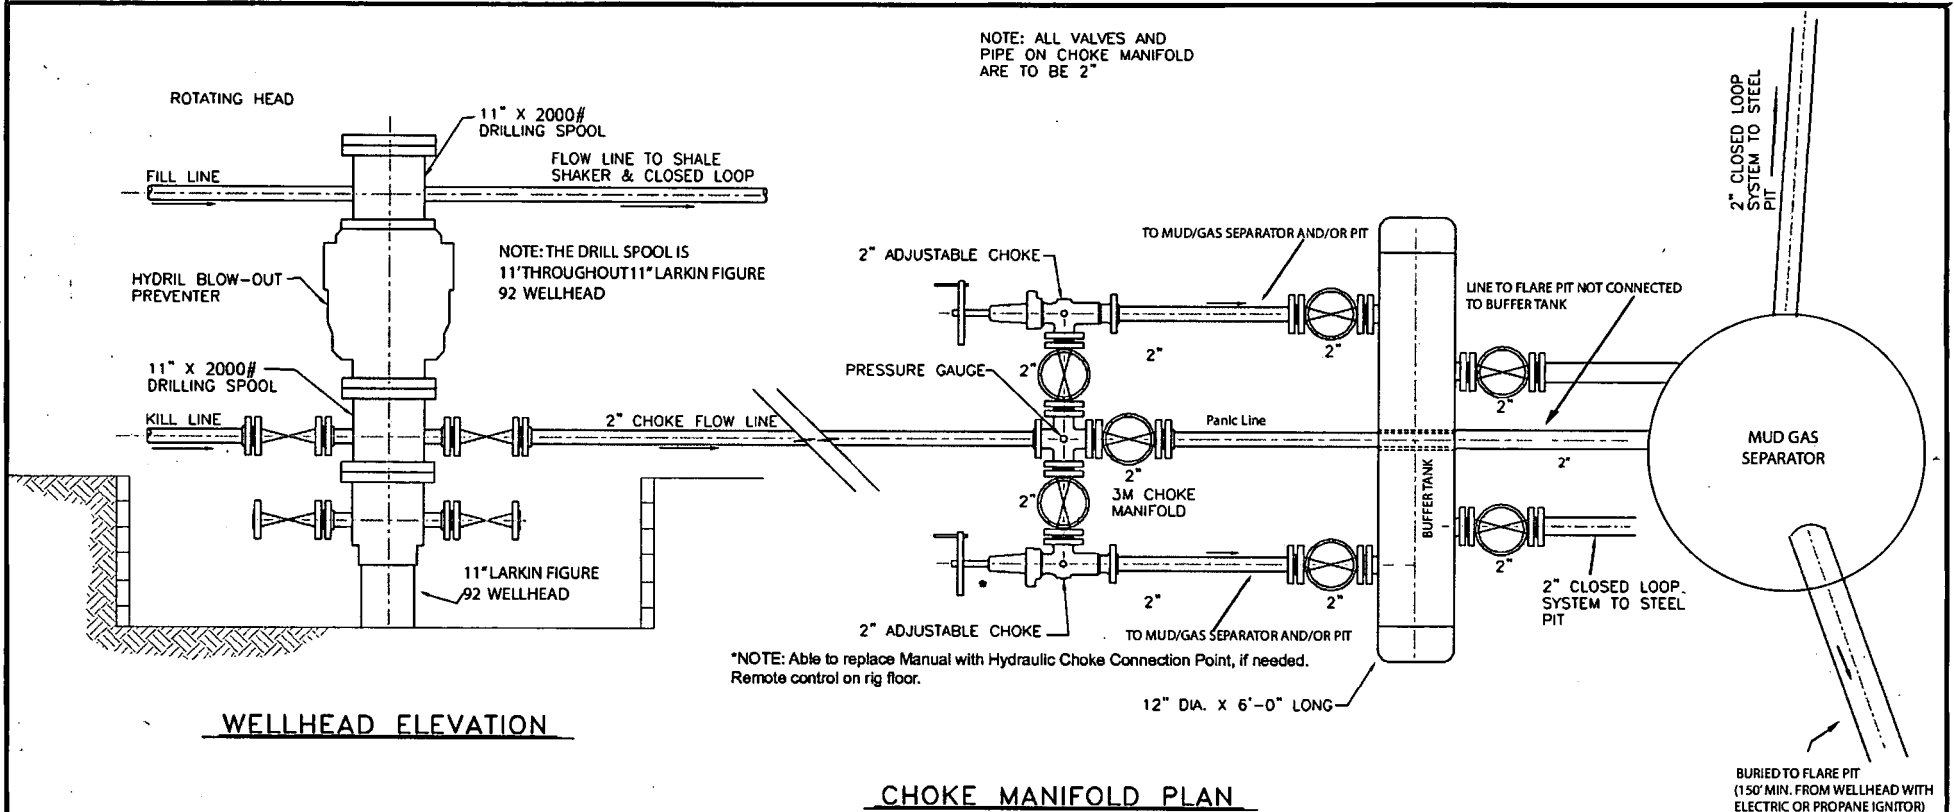 NOTE: ALL VALVES AND
PIPE ON CHOKE MANIFOLD
ARE TO BE 2"
ROTATING HEAD
11" X 2000#
DRILLING SPOOL
FILL LINE
FLOW LINE TO SHALE
SHAKER & CLOSED LOOP
NOTE: THE DRILL SPOOL IS
11'THROUGHOUT 11" LARKIN FIGURE
92 WELLHEAD
HYDRIL BLOW-OUT
PREVENTER
11" X 2000#
DRILLING SPOOL
KILL LINE
2" CHOKE FLOW LINE
11" LARKIN FIGURE
92 WELLHEAD
WELLHEAD ELEVATION
2" ADJUSTABLE CHOKE
TO MUD/GAS SEPARATOR AND/OR PIT
2"
2"
2"
PRESSURE GAUGE
Panic Line
2"
2"
3M CHOKE
MANIFOLD
*
2"
2"
2" ADJUSTABLE CHOKE
TO MUD/GAS SEPARATOR AND/OR PIT
*NOTE: Able to replace Manual with Hydraulic Choke Connection Point, if needed.
Remote control on rig floor.
BUFFER TANK
12" DIA. X 6'-0" LONG
LINE TO FLARE PIT NOT CONNECTED
TO BUFFER TANK
2"
2"
2"
2" CLOSED LOOP
SYSTEM TO STEEL
PIT
2" CLOSED LOOP
SYSTEM TO STEEL
PIT
MUD GAS
SEPARATOR
BURIED TO FLARE PIT
(150' MIN. FROM WELLHEAD WITH
ELECTRIC OR PROPANE IGNITOR)
CHOKE MANIFOLD PLAN